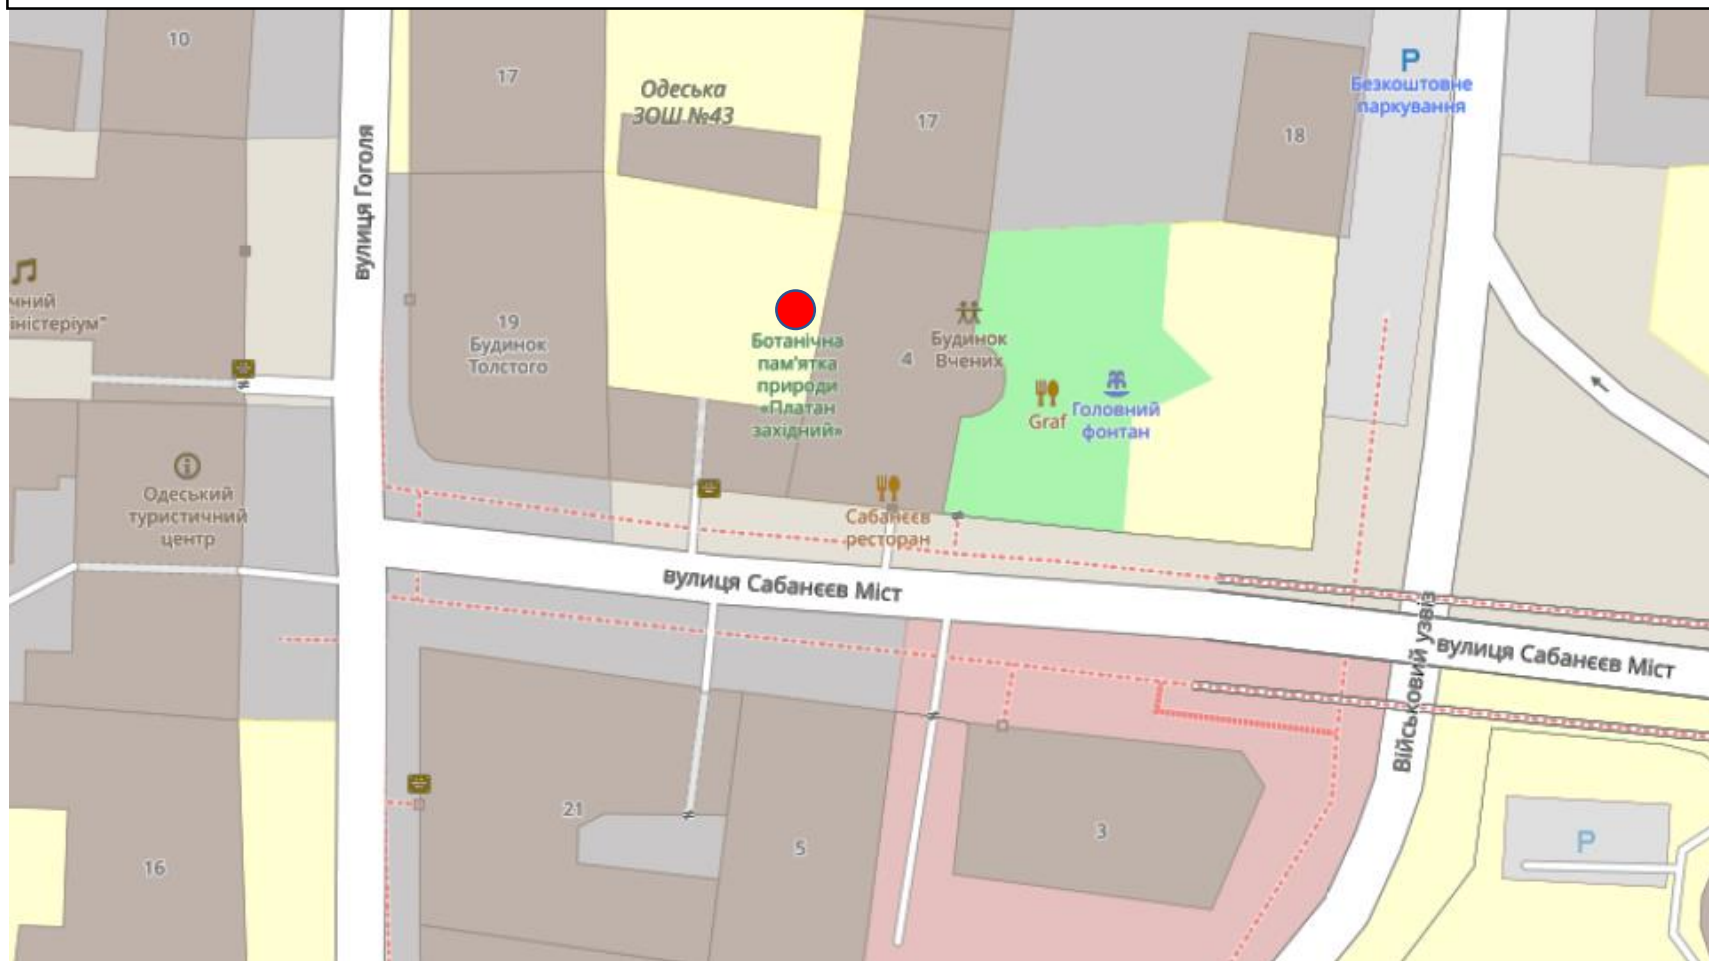 10
17
Одеська
ЗОШ №43
17
P
Безкоштовне
паркування
18
вулиця Гоголя
чний
іністеріум"
19
Будинок
Толстого
Ботанічна
пам'ятка
природи
«Платан
західний»
4
Будинок
Вчених
Graf
Головний
фонтан
Одеський
туристичний
центр
Сабанєєв
ресторан
вулиця Сабанєєв Міст
вулиця Сабанєєв Міст
Військовий узвіз
21
5
3
16
P